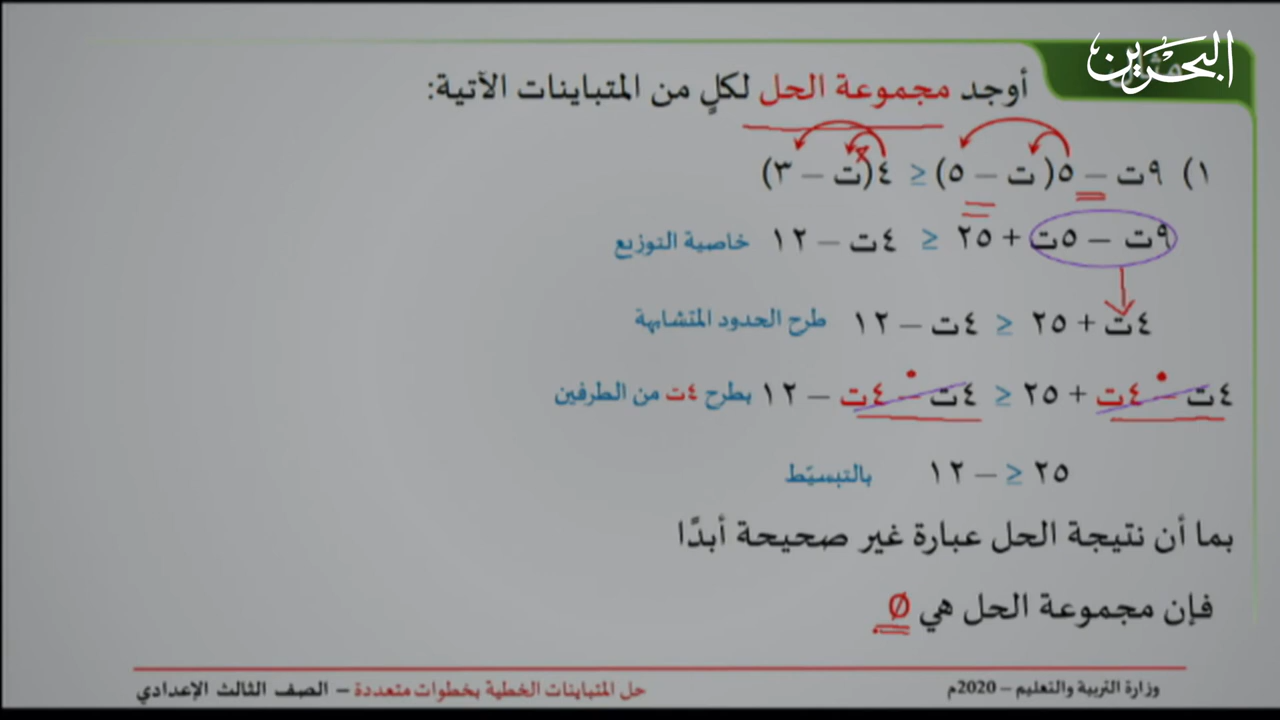 البحرين
أوجد مجموعة الحل لكلٍ من المتباينات الآتية:
١) ٩ت – ٥(ت – ٥) ≥ ٤(ت – ٣)
٩ت – ٥ت + ٢٥ ≥ ٤ت – ١٢ خاصية التوزيع
٤ت + ٢٥ ≥ ٤ت – ١٢ طرح الحدود المتشابهة
٤ت – ٤ت + ٢٥ ≥ ٤ت – ٤ت – ١٢ بطرح ٤ت من الطرفين
٢٥ ≥ – ١٢ بالتبسيّط
بما أن نتيجة الحل عبارة غير صحيحة أبدًا
فإن مجموعة الحل هي Ø
وزارة التربية والتعليم – 2020م
حل المتباينات الخطية بخطوات متعددة – الصف الثالث الإعدادي